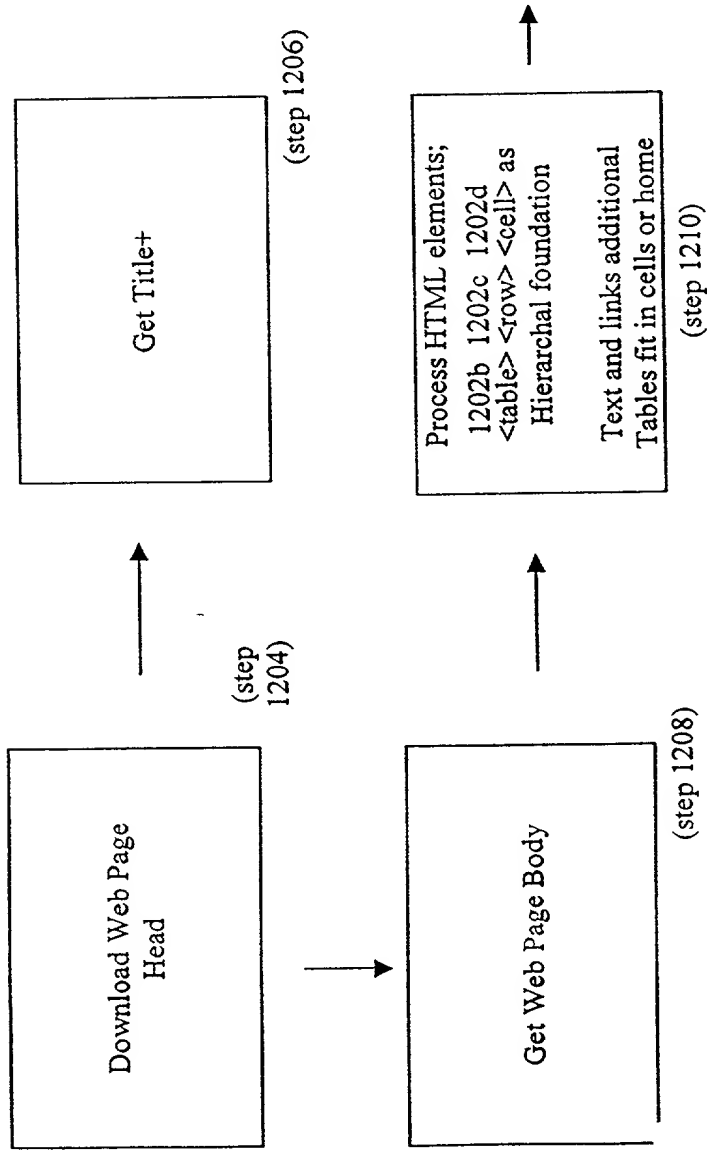 Download Web Page
Head
(step
1204)
Get Title+
(step 1206)
Get Web Page Body
(step 1208)
Process HTML elements;
1202b 1202c 1202d
<table> <row> <cell> as
Hierarchal foundation
Text and links additional
Tables fit in cells or home
(step 1210)